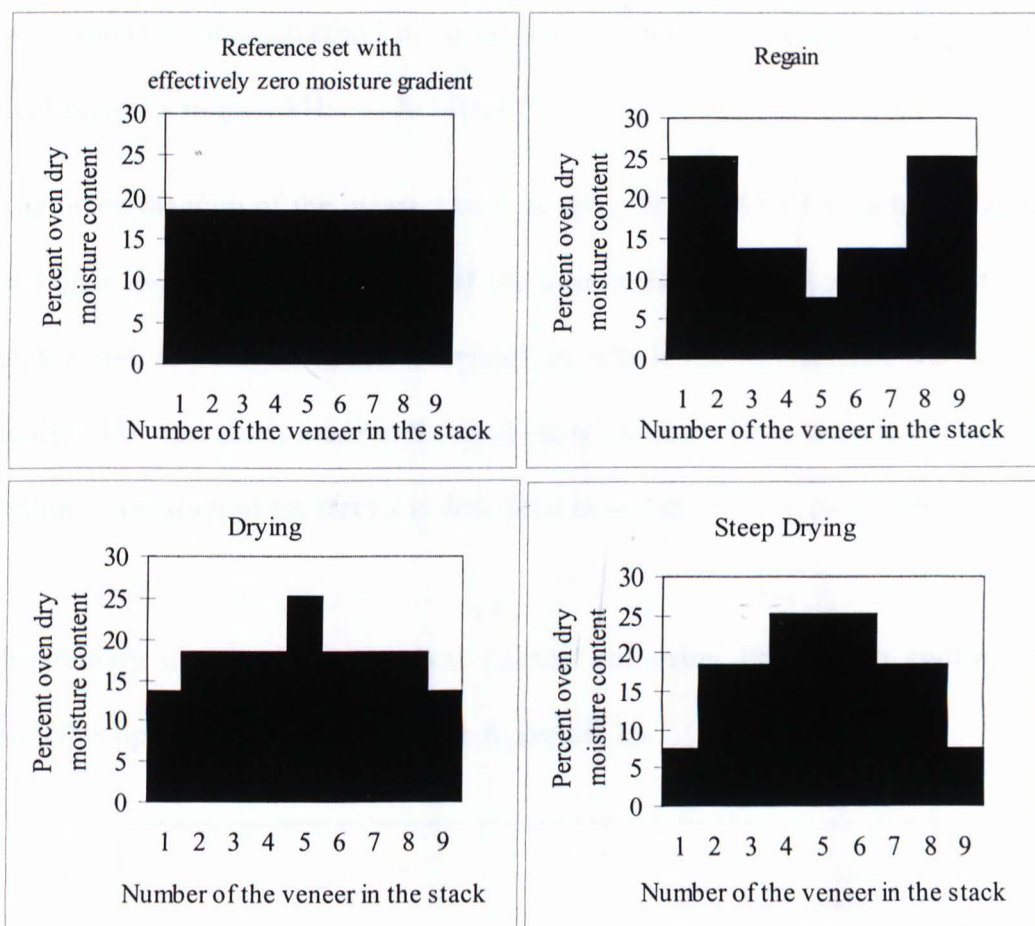 Reference set with
effectively zero moisture gradient
Percent oven dry
moisture content
30
25
20
15
10
5
0
1 2 3 4 5 6 7 8 9
Number of the veneer in the stack
Regain
Percent oven dry
moisture content
30
25
20
15
10
5
0
1 2 3 4 5 6 7 8 9
Number of the veneer in the stack
Drying
Percent oven dry
moisture content
30
25
20
15
10
5
0
1 2 3 4 5 6 7 8 9
Number of the veneer in the stack
Steep Drying
Percent oven dry
moisture content
30
25
20
15
10
5
0
1 2 3 4 5 6 7 8 9
Number of the veneer in the stack